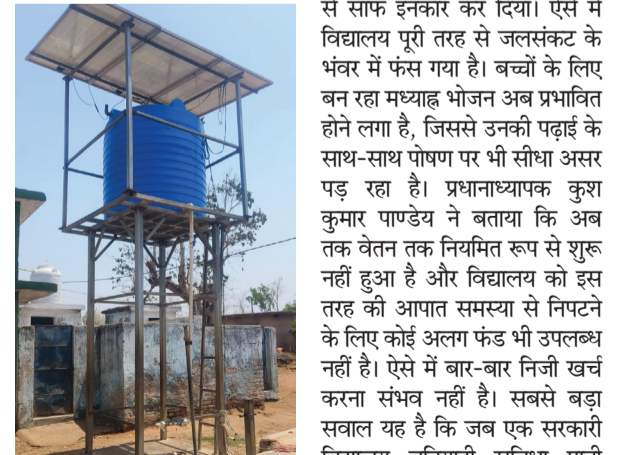 से साफ इनकार कर दिया। ऐसे में
विद्यालय पूरी तरह से जलसंकट के
भंवर में फंस गया है। बच्चों के लिए
बन रहा मध्याह्न भोजन अब प्रभावित
होने लगा है, जिससे उनकी पढ़ाई के
साथ-साथ पोषण पर भी सीधा असर
पड़ रहा है। प्रधानाध्यापक कुश
कुमार पाण्डेय ने बताया कि अब
तक वेतन तक नियमित रूप से शुरू
नहीं हुआ है और विद्यालय को इस
तरह की आपात समस्या से निपटने
के लिए कोई अलग फंड भी उपलब्ध
नहीं है। ऐसे में बार-बार निजी खर्च
करना संभव नहीं है। सबसे बड़ा
सवाल यह है कि जब एक सरकारी